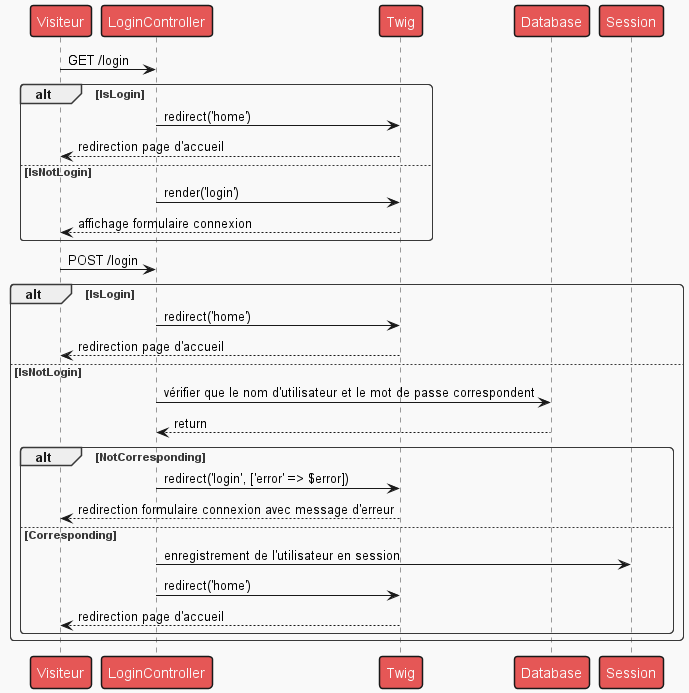 Visiteur LoginController Twig Database Session
GET /login
alt [IsLogin]
redirect('home')
redirection page d'accueil
[IsNotLogin]
render('login')
affichage formulaire connexion
POST /login
alt [IsLogin]
redirect('home')
redirection page d'accueil
[IsNotLogin]
vérifier que le nom d'utilisateur et le mot de passe correspondent
return
alt [NotCorresponding]
redirect('login', ['error' => $error])
redirection formulaire connexion avec message d'erreur
[Corresponding]
enregistrement de l'utilisateur en session
redirect('home')
redirection page d'accueil
Visiteur LoginController Twig Database Session